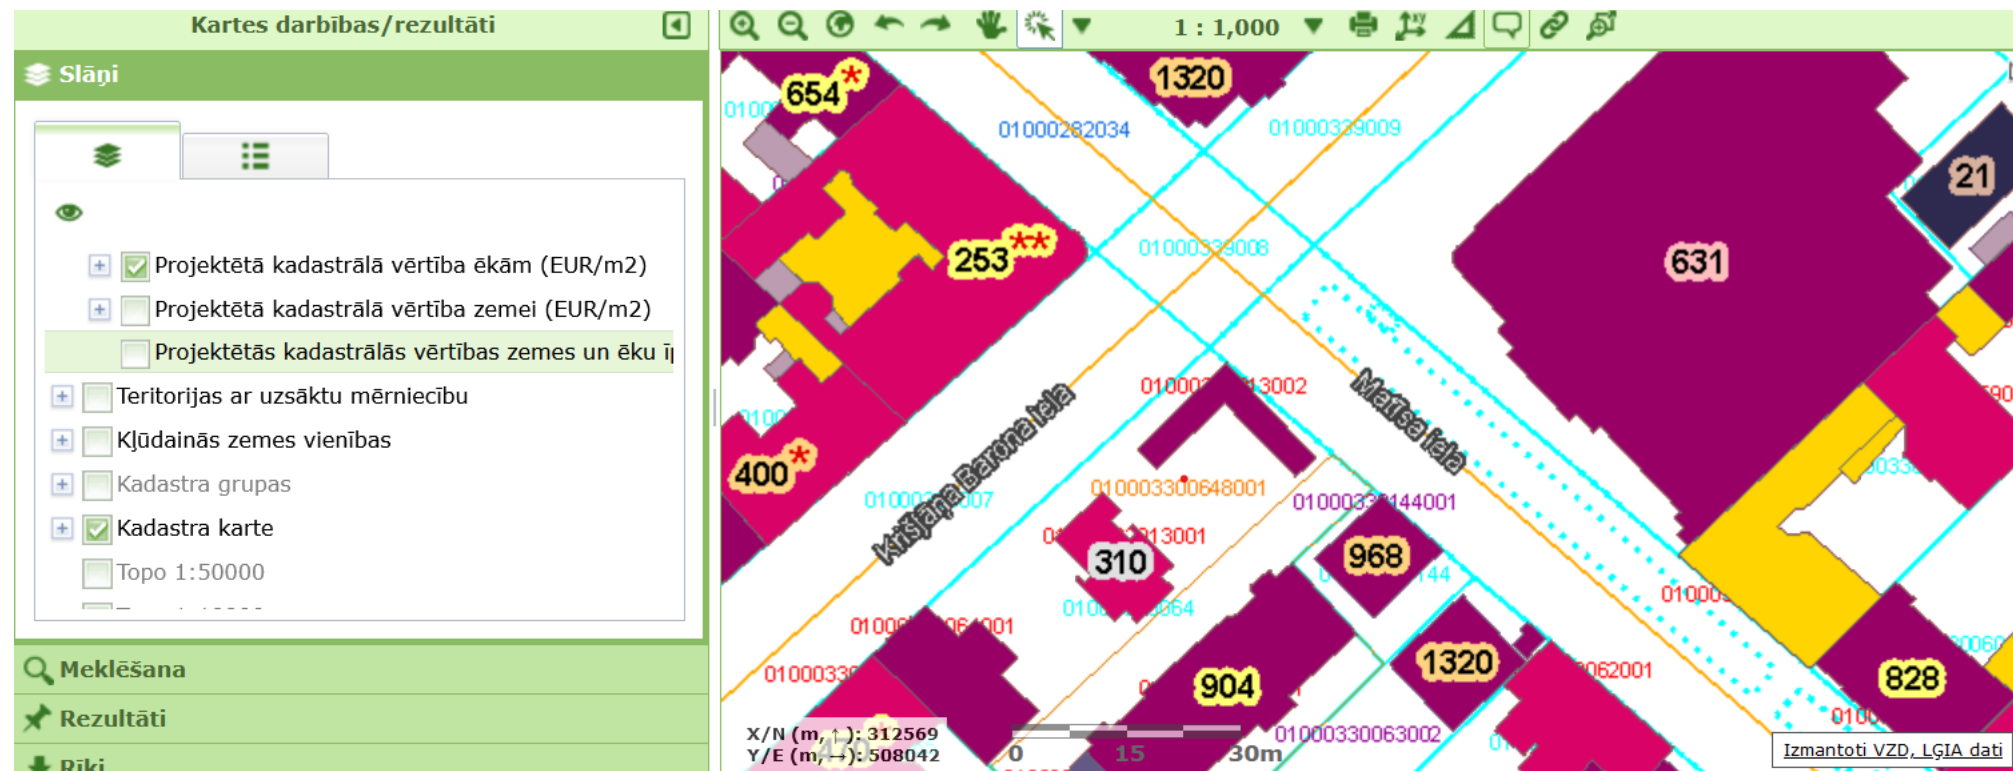 Kartes darbības/rezultāti
1 : 1,000
Slāņi
Projektētā kadastrālā vērtība ēkām (EUR/m2)
Projektētā kadastrālā vērtība zemei (EUR/m2)
Projektētās kadastrālās vērtības zemes un ēku
Teritorijas ar uzsāktu mērniecību
Kļūdainās zemes vienības
Kadastra grupas
Kadastra karte
Topo 1:50000
Meklēšana
Rezultāti
Rīki
654*
1320
01000282034
01000339009
21
253**
01000339008
631
Krišjāņa Barona iela
Matīsa iela
400*
010003300648001
310
968
904
1320
828
01000330063002
X/N (m,↑): 312569
Y/E (m,→): 508042
0 15 30m
Izmantoti VZD, LĢIA dati